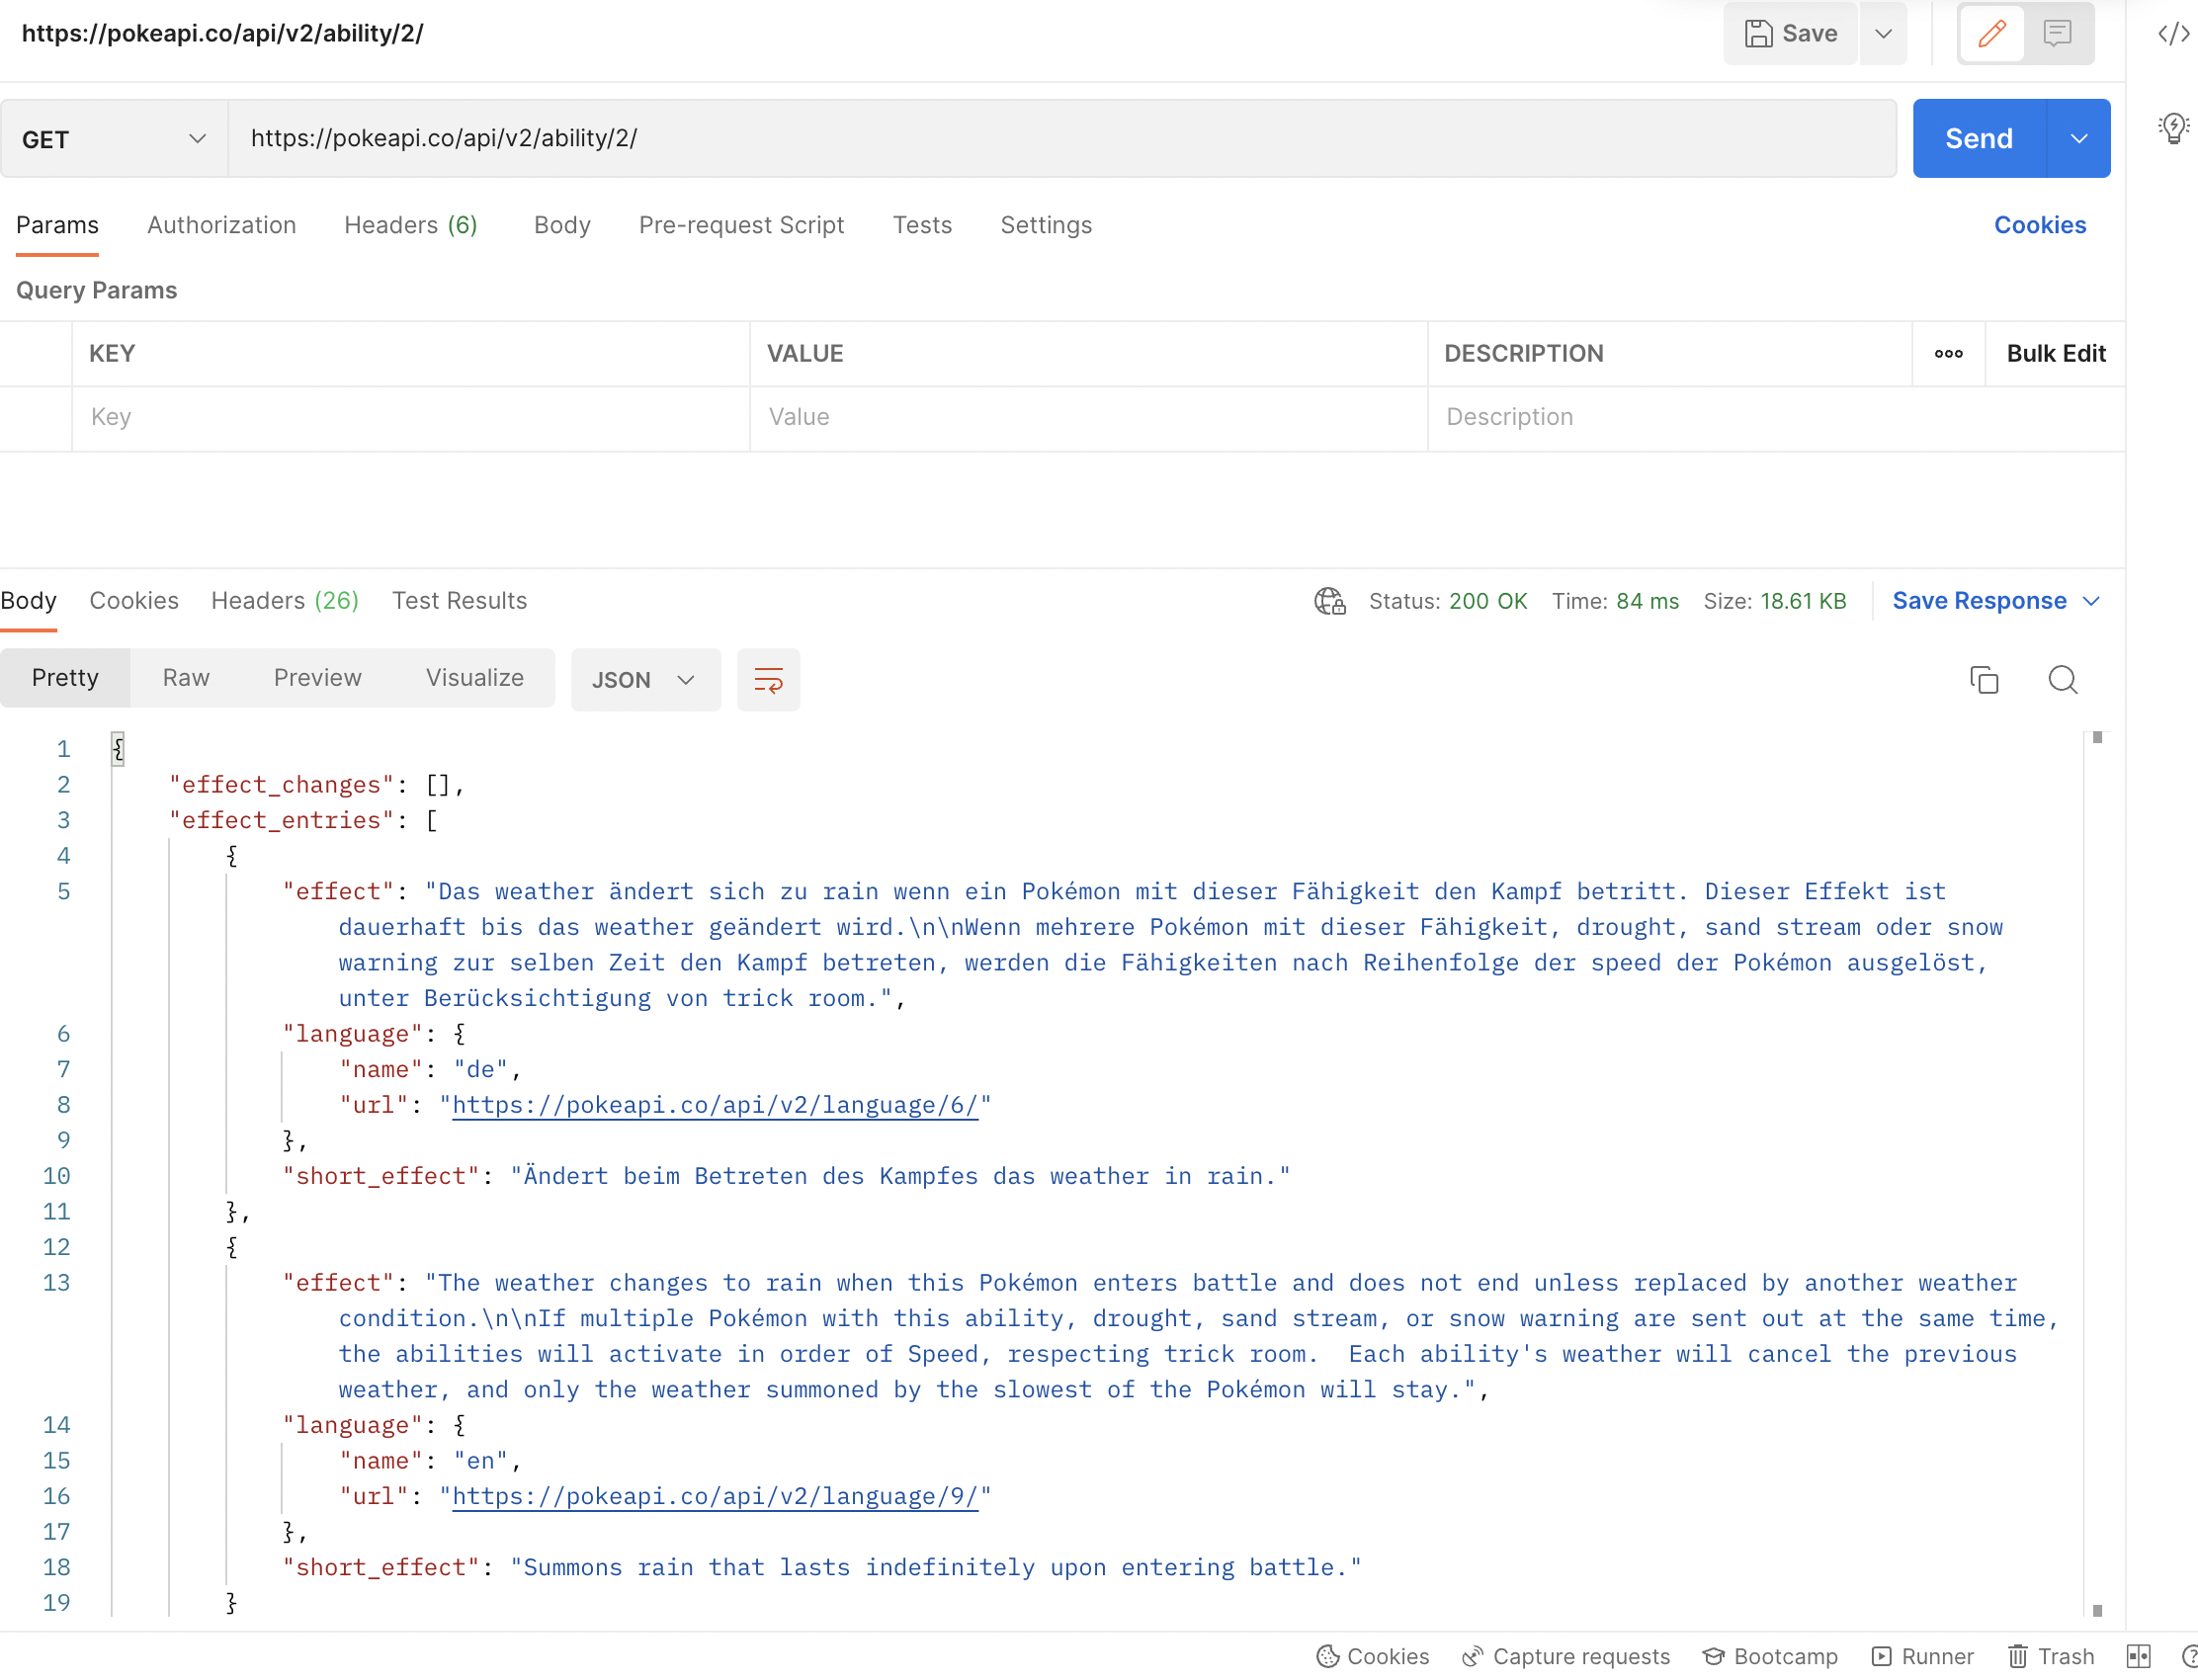 https://pokeapi.co/api/v2/ability/2/
Save
GET
https://pokeapi.co/api/v2/ability/2/
Send
Params Authorization Headers (6) Body Pre-request Script Tests Settings Cookies
Query Params
KEY VALUE DESCRIPTION Bulk Edit
Key Value Description
Body Cookies Headers (26) Test Results Status: 200 OK Time: 84 ms Size: 18.61 KB Save Response
Pretty Raw Preview Visualize JSON
1 {
2 "effect_changes": [],
3 "effect_entries": [
4 {
5 "effect": "Das weather ändert sich zu rain wenn ein Pokémon mit dieser Fähigkeit den Kampf betritt. Dieser Effekt ist
dauerhaft bis das weather geändert wird.\n\nWenn mehrere Pokémon mit dieser Fähigkeit, drought, sand stream oder snow
warning zur selben Zeit den Kampf betreten, werden die Fähigkeiten nach Reihenfolge der speed der Pokémon ausgelöst,
unter Berücksichtigung von trick room.",
6 "language": {
7 "name": "de",
8 "url": "https://pokeapi.co/api/v2/language/6/"
9 },
10 "short_effect": "Ändert beim Betreten des Kampfes das weather in rain."
11 },
12 {
13 "effect": "The weather changes to rain when this Pokémon enters battle and does not end unless replaced by another weather
condition.\n\nIf multiple Pokémon with this ability, drought, sand stream, or snow warning are sent out at the same time,
the abilities will activate in order of Speed, respecting trick room.  Each ability's weather will cancel the previous
weather, and only the weather summoned by the slowest of the Pokémon will stay.",
14 "language": {
15 "name": "en",
16 "url": "https://pokeapi.co/api/v2/language/9/"
17 },
18 "short_effect": "Summons rain that lasts indefinitely upon entering battle."
19 }
Cookies Capture requests Bootcamp Runner Trash